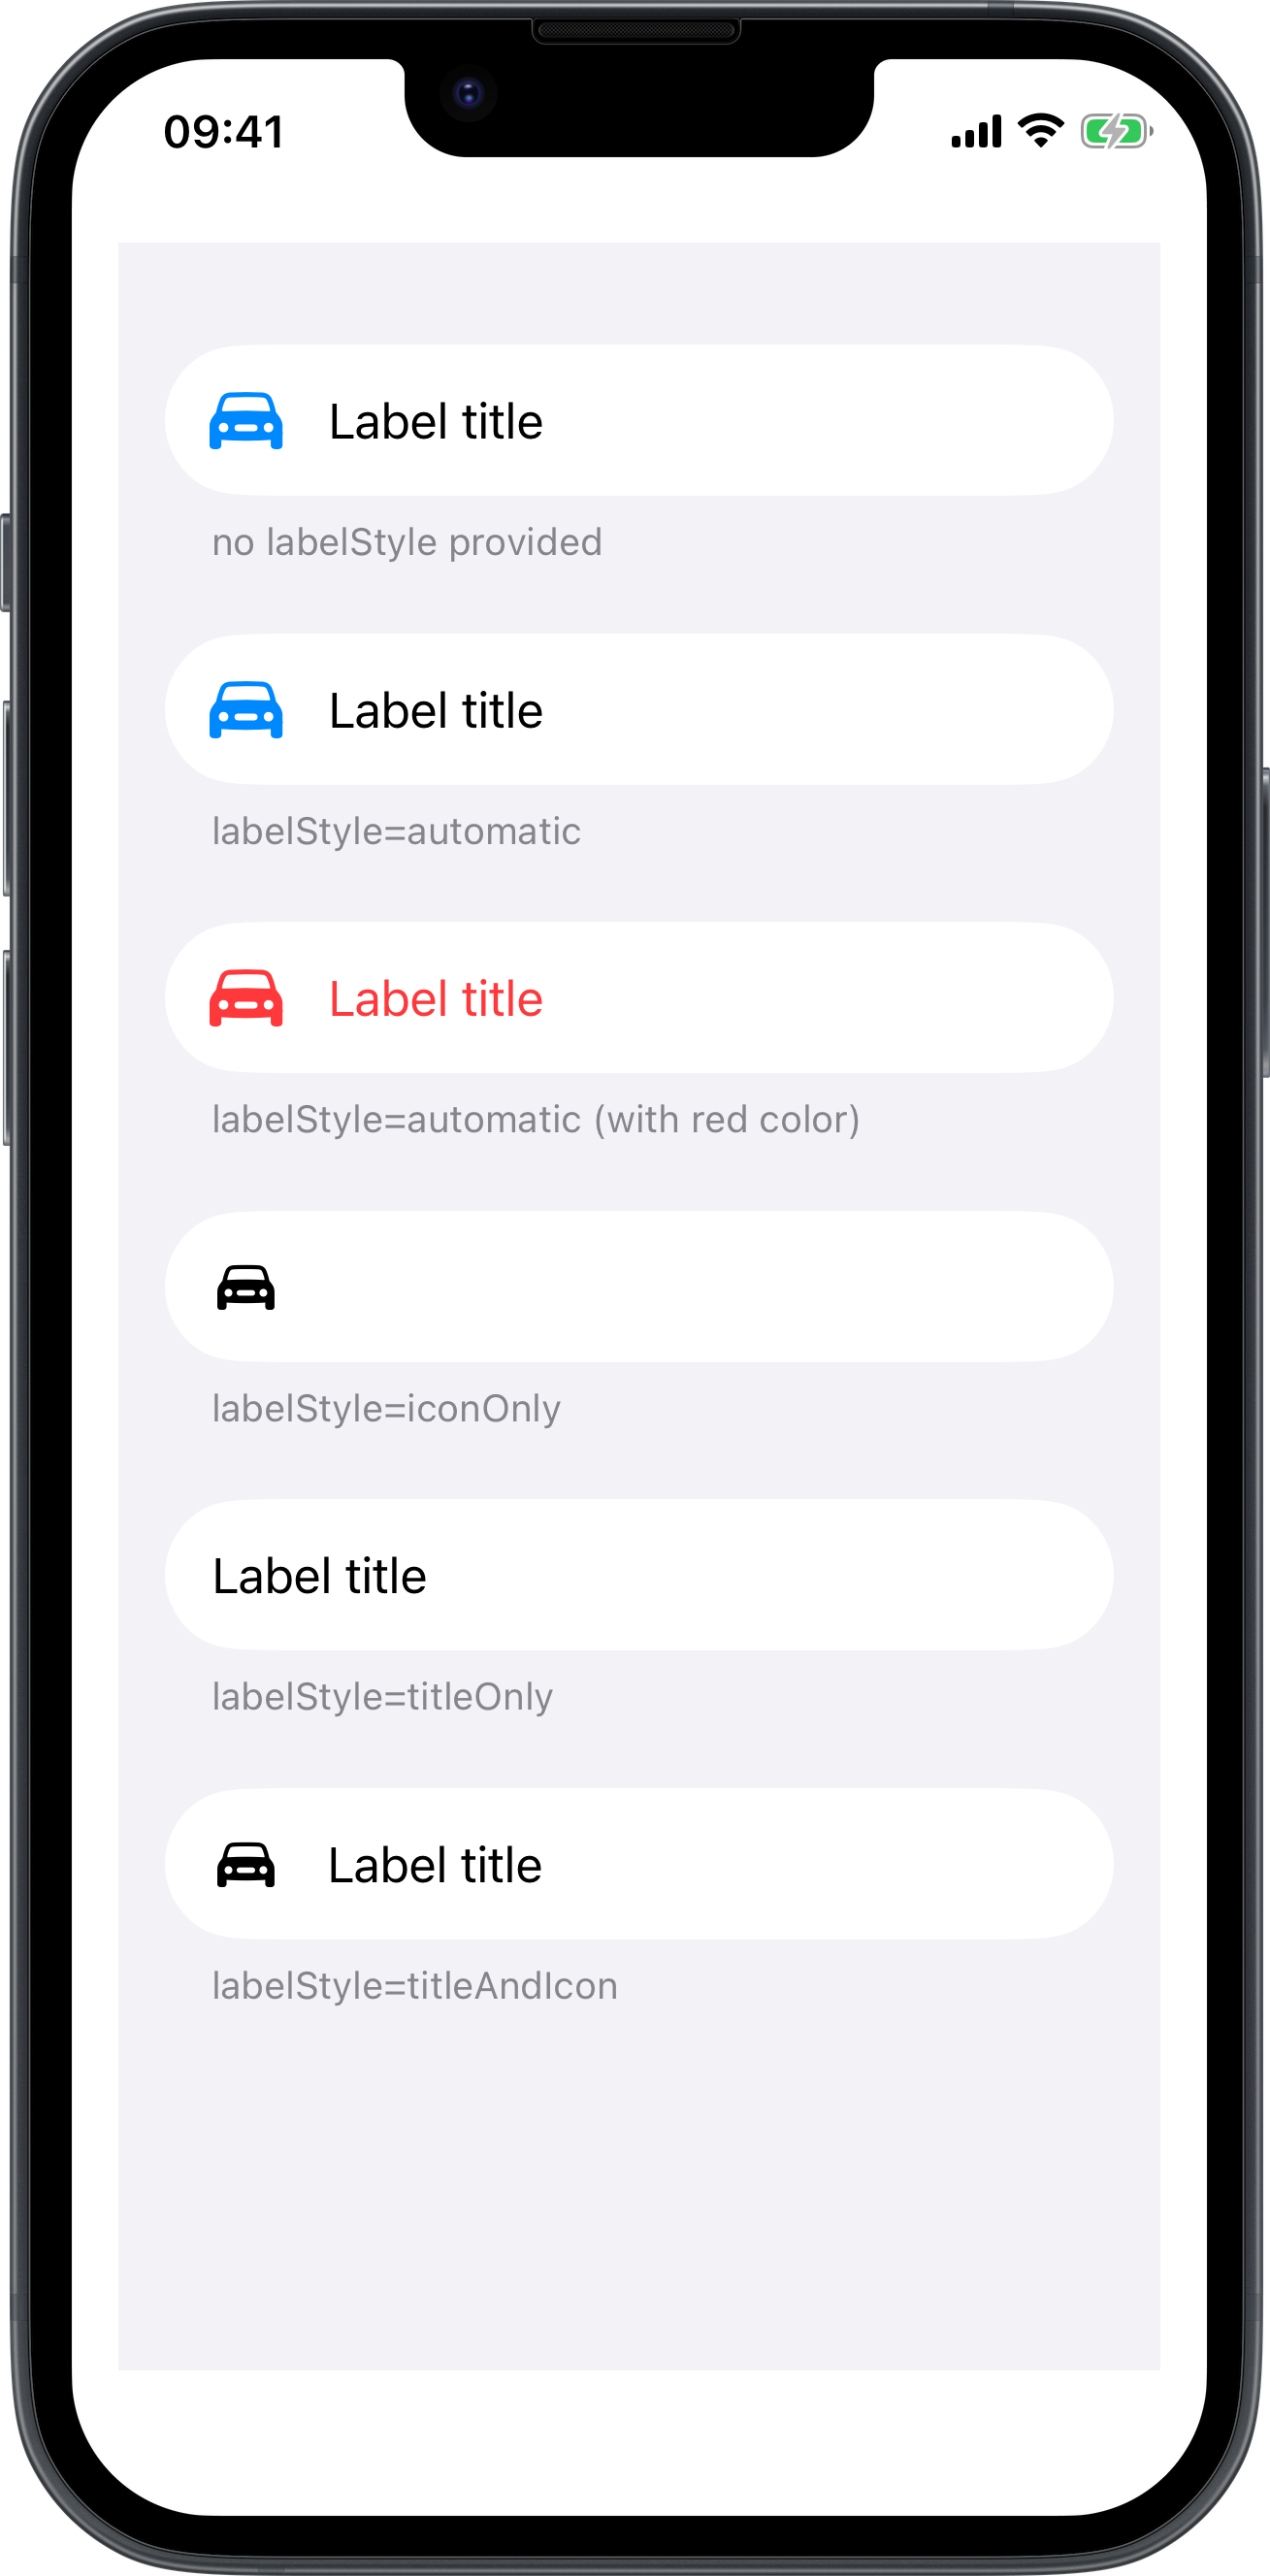 09:41
Label title
no labelStyle provided
Label title
labelStyle=automatic
Label title
labelStyle=automatic (with red color)
labelStyle=iconOnly
Label title
labelStyle=titleOnly
Label title
labelStyle=titleAndIcon